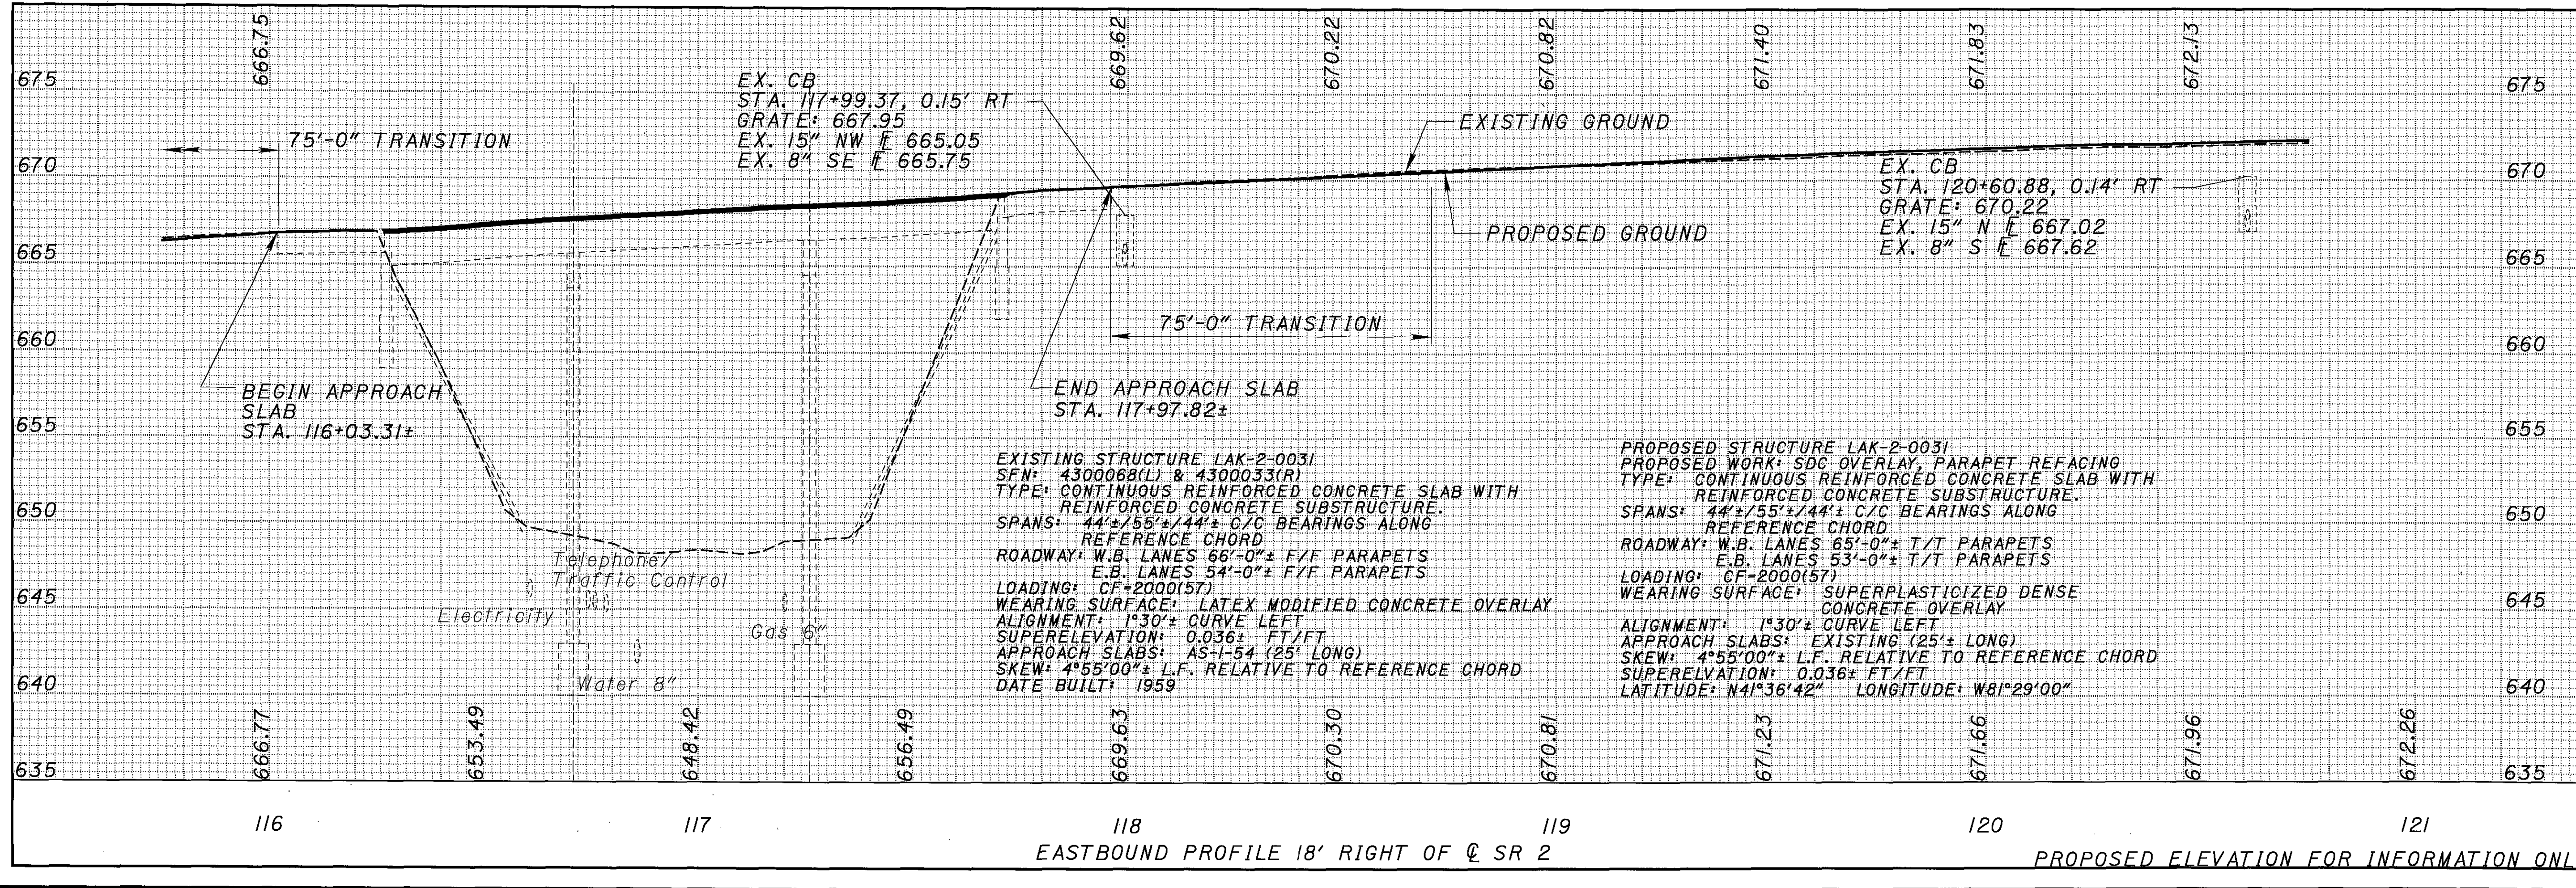 666.75
669.62
670.22
670.82
671.40
671.83
672.13
675
675
EX. CB
STA. 117+99.37, 0.15' RT
GRATE: 667.95
EX. 15" NW ℄ 665.05
EX. 8" SE ℄ 665.75
75'-0" TRANSITION
EXISTING GROUND
670
670
EX. CB
STA. 120+60.88, 0.14' RT
GRATE: 670.22
EX. 15" N ℄ 667.02
EX. 8" S ℄ 667.62
PROPOSED GROUND
665
665
75'-0" TRANSITION
660
660
BEGIN APPROACH
SLAB
STA. 116+03.31±
END APPROACH SLAB
STA. 117+97.82±
655
655
EXISTING STRUCTURE LAK-2-0031
SFN: 4300068(L) & 4300033(R)
TYPE: CONTINUOUS REINFORCED CONCRETE SLAB WITH
REINFORCED CONCRETE SUBSTRUCTURE.
SPANS: 44'±/55'±/44'± C/C BEARINGS ALONG
REFERENCE CHORD
ROADWAY: W.B. LANES 66'-0"± F/F PARAPETS
E.B. LANES 54'-0"± F/F PARAPETS
LOADING: CF=2000(57)
WEARING SURFACE: LATEX MODIFIED CONCRETE OVERLAY
ALIGNMENT: 1°30'± CURVE LEFT
SUPERELEVATION: 0.036± FT/FT
APPROACH SLABS: AS-1-54 (25' LONG)
SKEW: 4°55'00"± L.F. RELATIVE TO REFERENCE CHORD
DATE BUILT: 1959
PROPOSED STRUCTURE LAK-2-0031
PROPOSED WORK: SDC OVERLAY, PARAPET REFACING
TYPE: CONTINUOUS REINFORCED CONCRETE SLAB WITH
REINFORCED CONCRETE SUBSTRUCTURE.
SPANS: 44'±/55'±/44'± C/C BEARINGS ALONG
REFERENCE CHORD
ROADWAY: W.B. LANES 65'-0"± T/T PARAPETS
E.B. LANES 53'-0"± T/T PARAPETS
LOADING: CF=2000(57)
WEARING SURFACE: SUPERPLASTICIZED DENSE
CONCRETE OVERLAY
ALIGNMENT: 1°30'± CURVE LEFT
APPROACH SLABS: EXISTING (25'± LONG)
SKEW: 4°55'00"± L.F. RELATIVE TO REFERENCE CHORD
SUPERELVATION: 0.036± FT/FT
LATITUDE: N41°36'42" LONGITUDE: W81°29'00"
650
650
Telephone/
Traffic Control
645
645
Electricity
Gas 6"
Water 8"
640
640
635
635
666.77
653.49
648.42
656.49
669.63
670.30
670.81
671.23
671.66
671.96
672.26
116
117
118
119
120
121
EASTBOUND PROFILE 18' RIGHT OF ℄ SR 2
PROPOSED ELEVATION FOR INFORMATION ONL